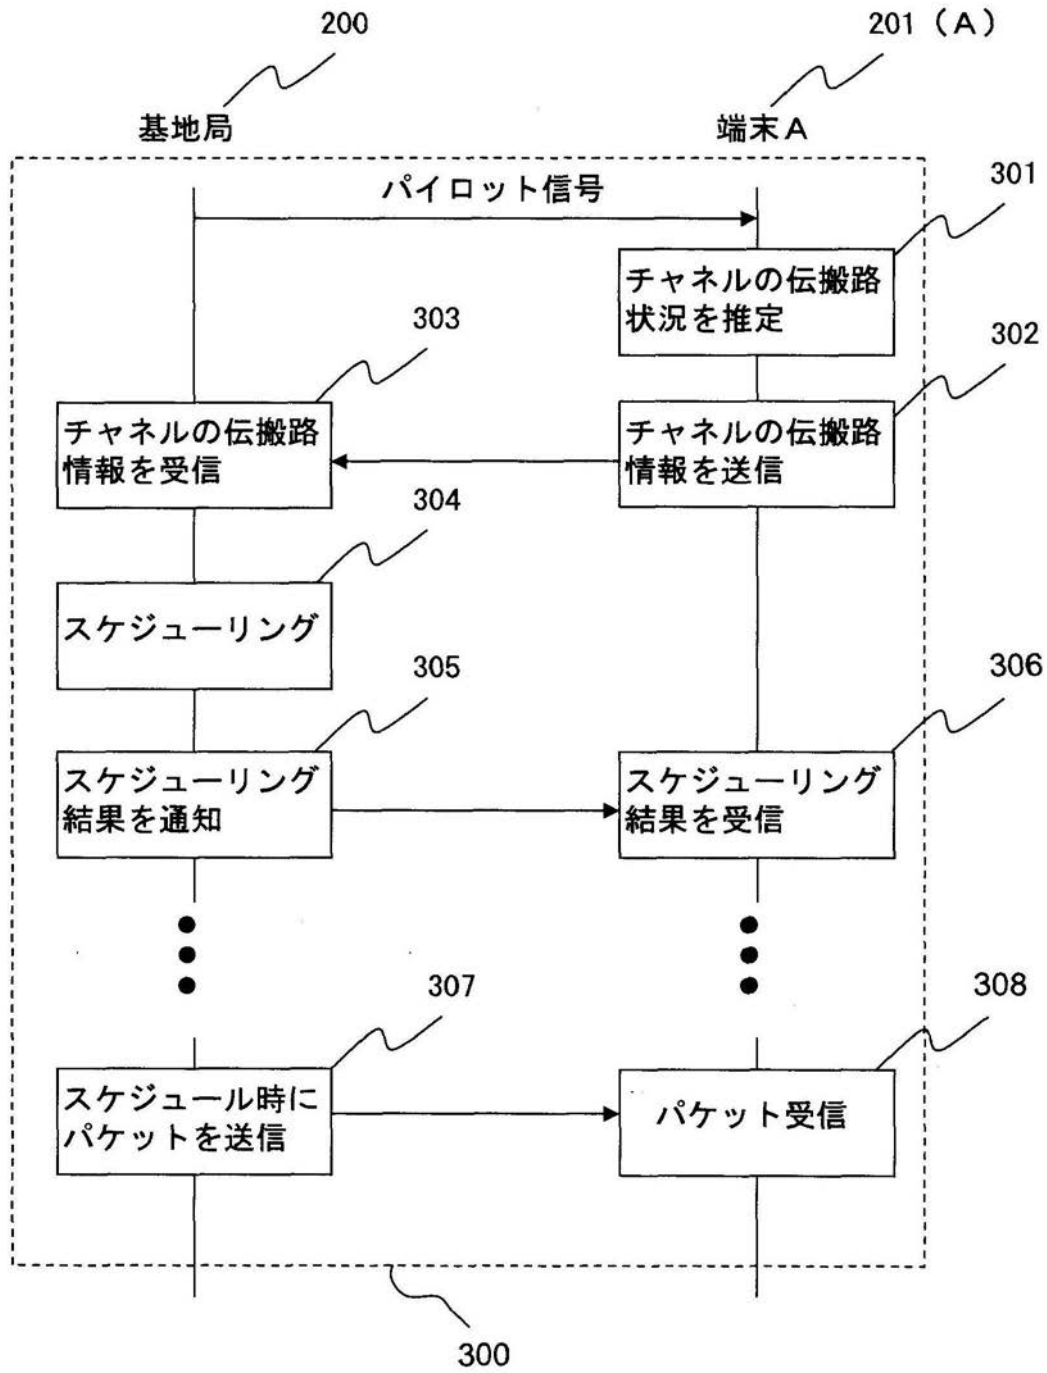 200
201(A)
基地局
端末A
パイロット信号
301
チャネルの伝搬路
状況を推定
303
302
チャネルの伝搬路
情報を受信
チャネルの伝搬路
情報を送信
304
スケジューリング
305
306
スケジューリング
結果を通知
スケジューリング
結果を受信
307
308
スケジュール時に
パケットを送信
パケット受信
300